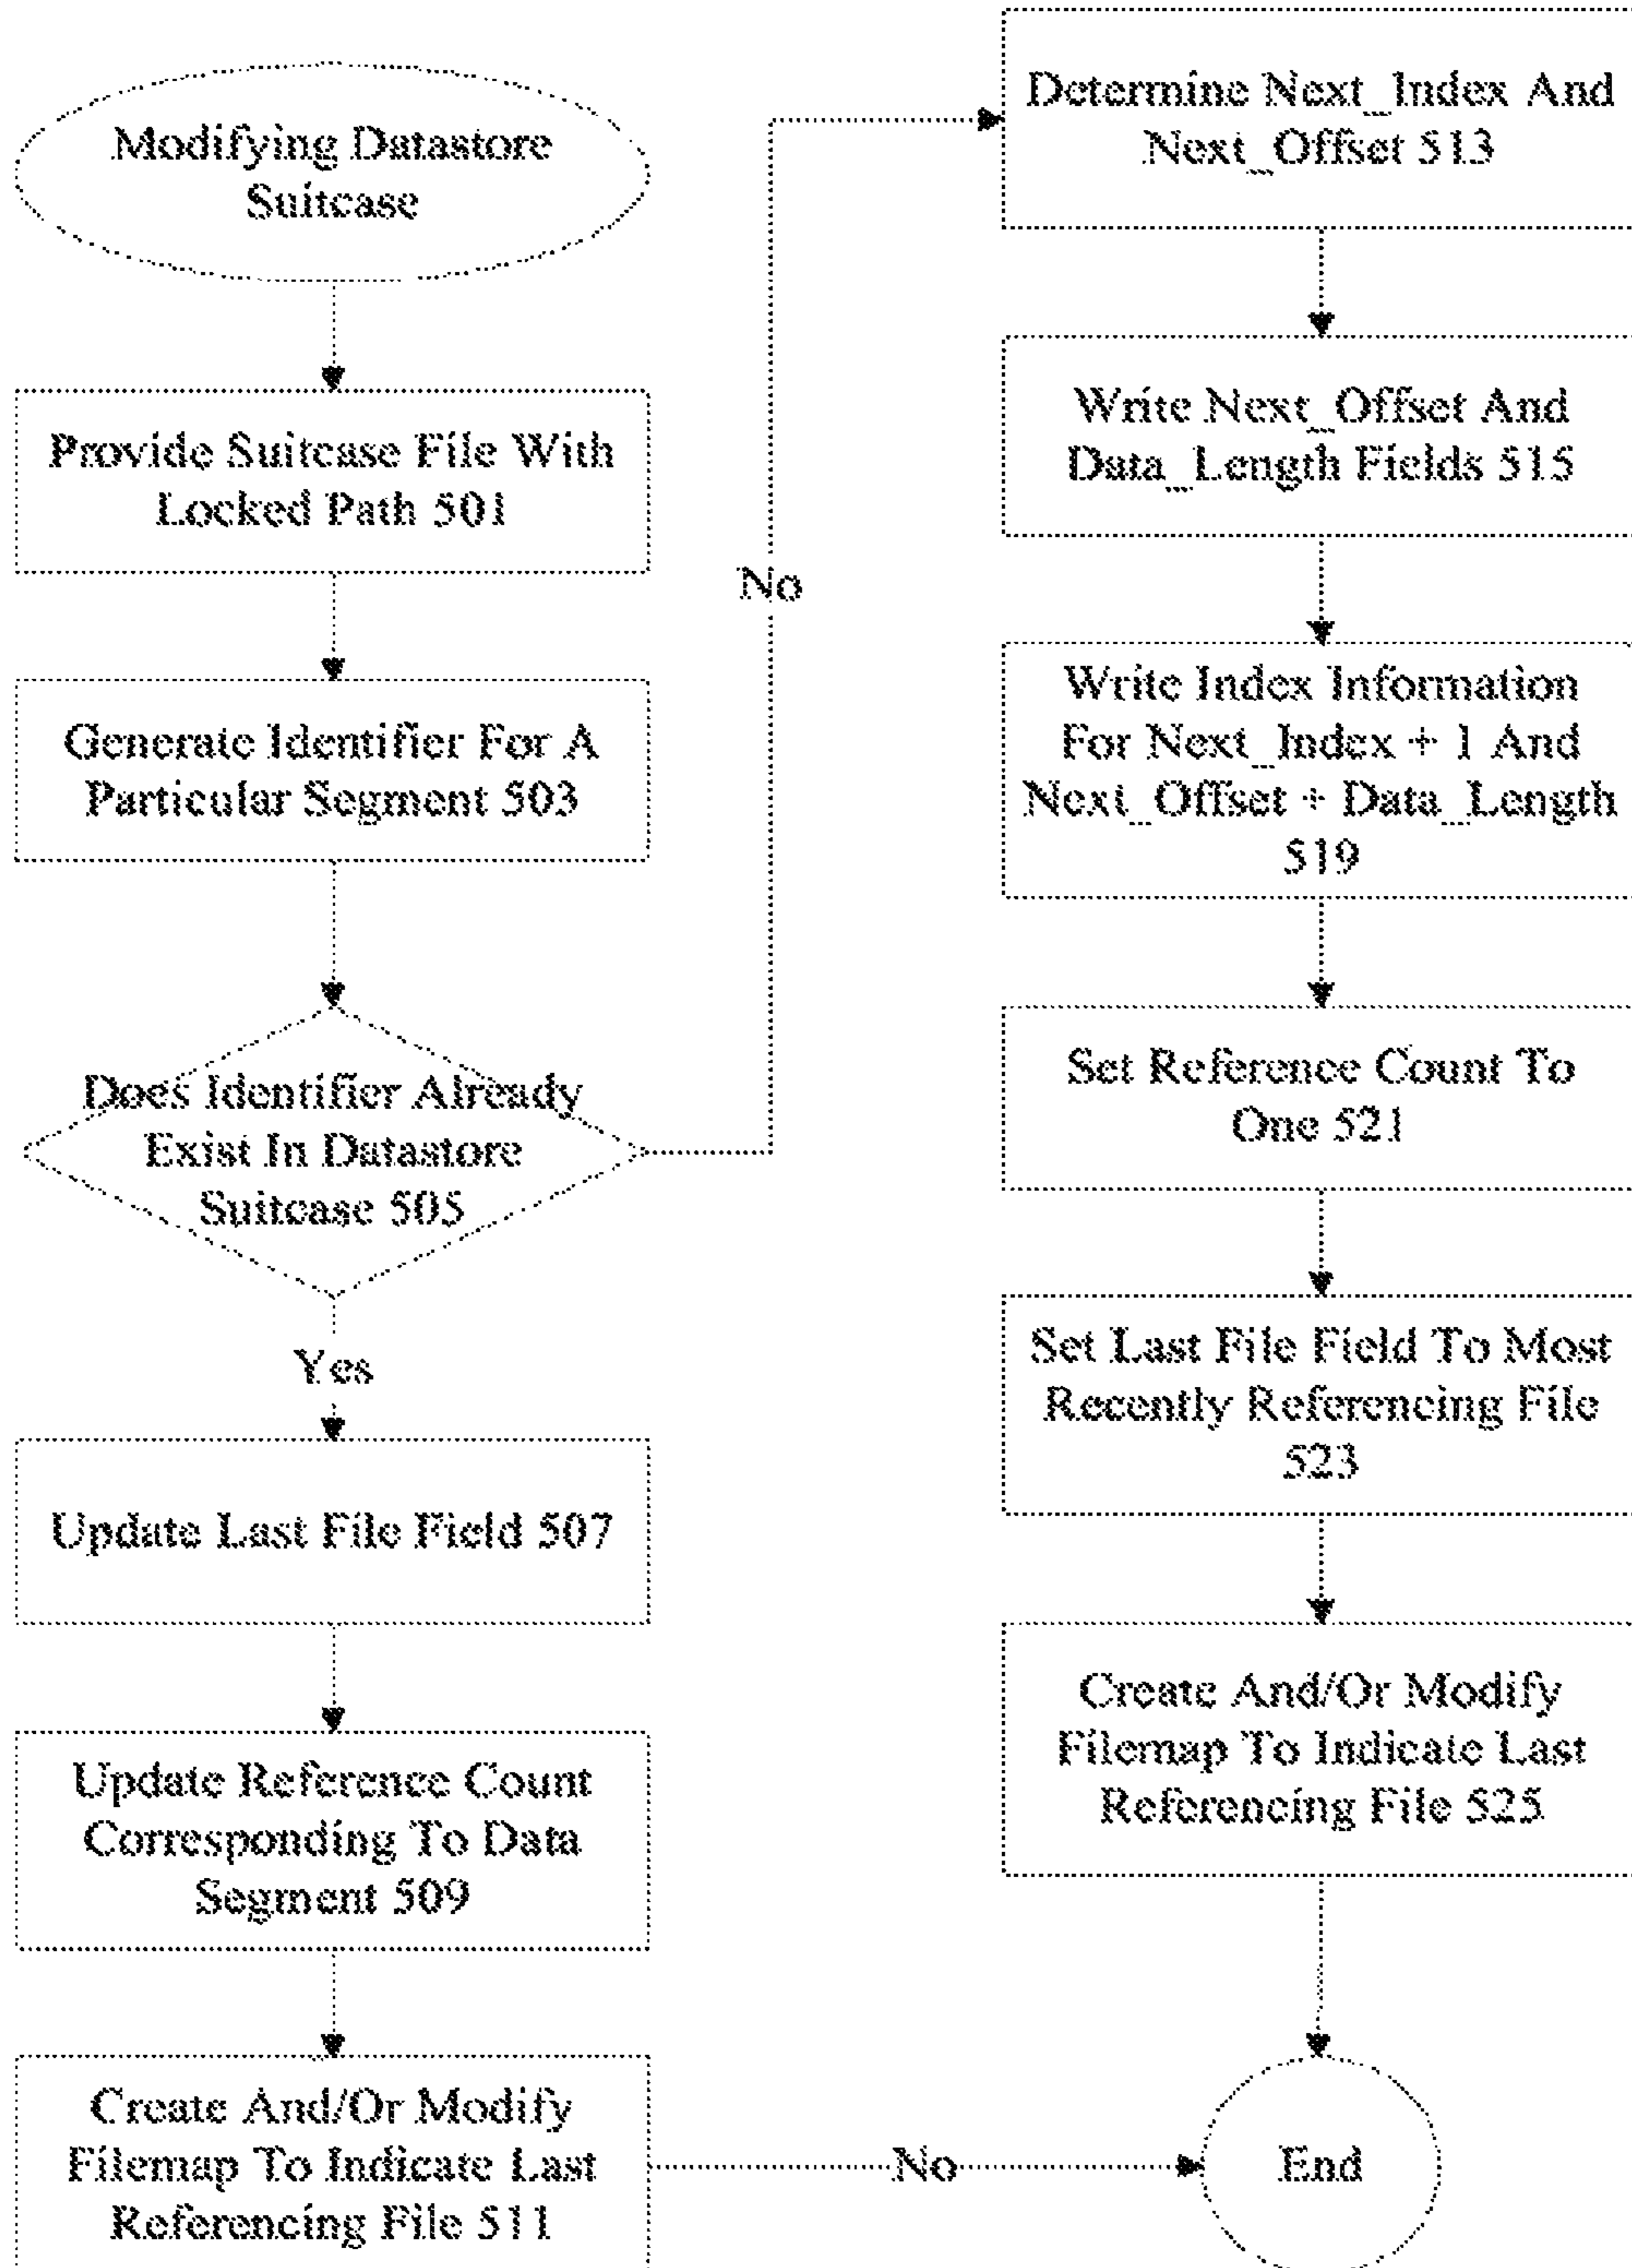 Modifying Datastore
Suitcase
Provide Suitcase File With
Locked Path 501
Generate Identifier For A
Particular Segment 503
Does Identifier Already
Exist In Datastore
Suitcase 505
Yes
Update Last File Field 507
Update Reference Count
Corresponding To Data
Segment 509
Create And/Or Modify
Filemap To Indicate Last
Referencing File 511
No
No
Determine Next_Index And
Next_Offset 513
Write Next_Offset And
Data_Length Fields 515
Write Index Information
For Next_Index + 1 And
Next_Offset + Data_Length
519
Set Reference Count To
One 521
Set Last File Field To Most
Recently Referencing File
523
Create And/Or Modify
Filemap To Indicate Last
Referencing File 525
End